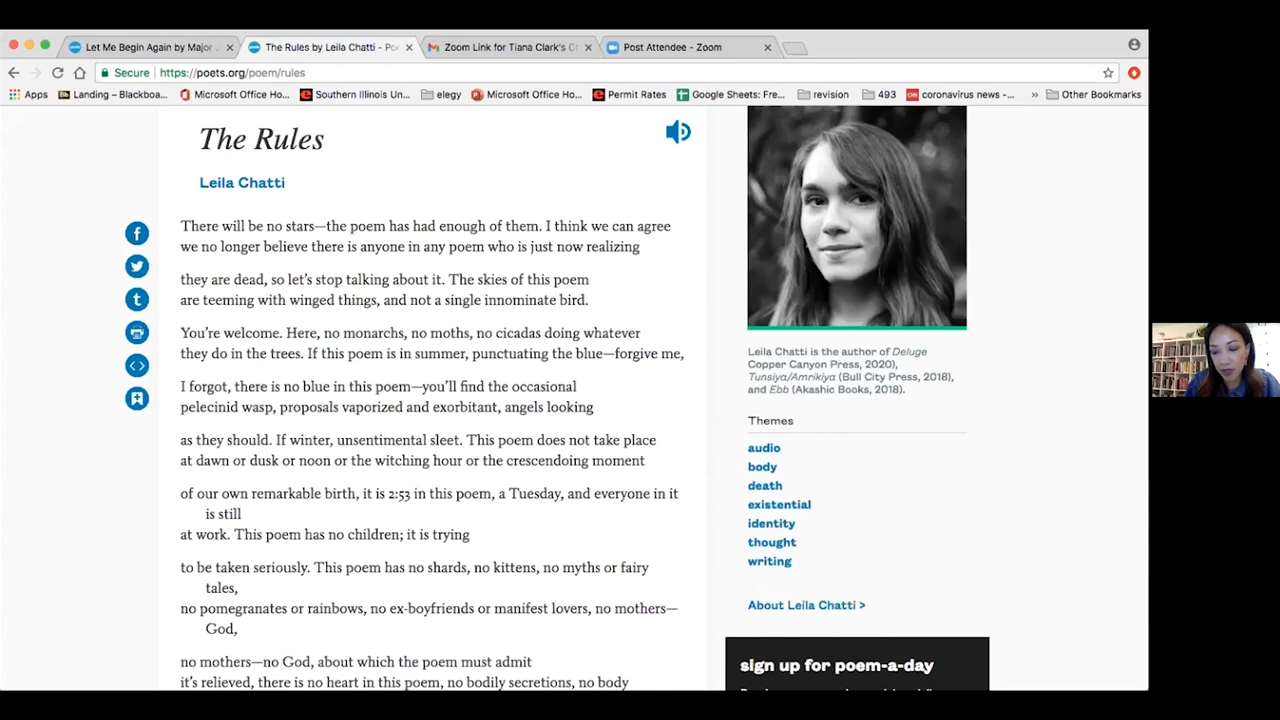 Let Me Begin Again by Major
The Rules by Leila Chatti - Po
Zoom Link for Tiana Clark's C
Post Attendee - Zoom
Secure
https://poets.org/poem/rules
Apps
Landing – Blackboa...
Microsoft Office Ho...
Southern Illinois Un...
elegy
Microsoft Office Ho...
Permit Rates
Google Sheets: Fre...
revision
493
coronavirus news -...
»
Other Bookmarks
The Rules
Leila Chatti
There will be no stars—the poem has had enough of them. I think we can agree
we no longer believe there is anyone in any poem who is just now realizing
they are dead, so let's stop talking about it. The skies of this poem
are teeming with winged things, and not a single innominate bird.
You're welcome. Here, no monarchs, no moths, no cicadas doing whatever
they do in the trees. If this poem is in summer, punctuating the blue—forgive me,
I forgot, there is no blue in this poem—you'll find the occasional
pelecinid wasp, proposals vaporized and exorbitant, angels looking
as they should. If winter, unsentimental sleet. This poem does not take place
at dawn or dusk or noon or the witching hour or the crescendoing moment
of our own remarkable birth, it is 2:53 in this poem, a Tuesday, and everyone in it
is still
at work. This poem has no children; it is trying
to be taken seriously. This poem has no shards, no kittens, no myths or fairy
tales,
no pomegranates or rainbows, no ex-boyfriends or manifest lovers, no mothers—
God,
no mothers—no God, about which the poem must admit
it's relieved, there is no heart in this poem, no bodily secretions, no body
Leila Chatti is the author of Deluge
Copper Canyon Press, 2020),
Tunsiya/Amrikiya (Bull City Press, 2018),
and Ebb (Akashic Books, 2018).
Themes
audio
body
death
existential
identity
thought
writing
About Leila Chatti >
sign up for poem-a-day